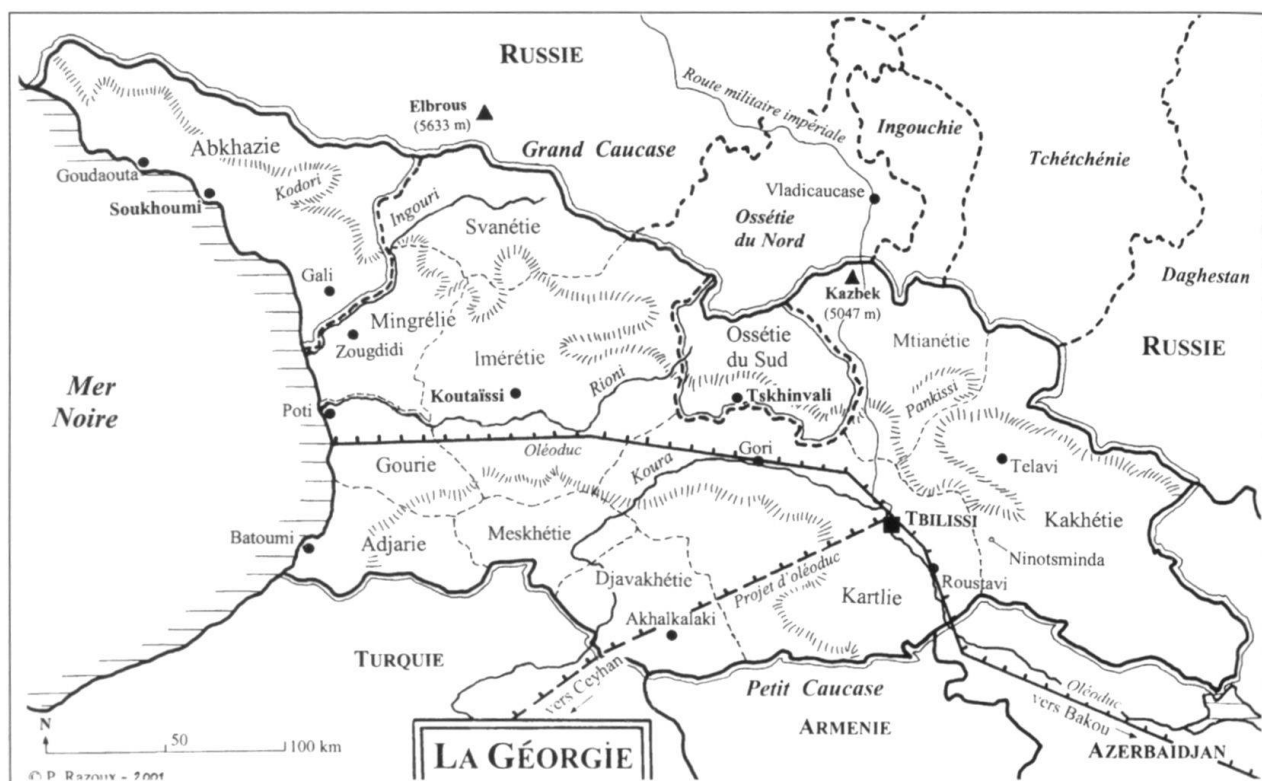 RUSSIE
Elbrous
(5633 m)
Grand Caucase
Route militaire impériale
Ingouchie
Tchétchénie
Abkhazie
Goudaouta
Kodori
Soukhoumi
Ingouri
Svanétie
Vladicaucase
Ossétie
du Nord
Daghestan
Gali
Kazbek
(5047 m)
Mingrélie
Zougdidi
Imérétie
Ossétie
du Sud
Mtianétie
RUSSIE
Mer
Noire
Rioni
Koutaïssi
Tskhinvali
Pankissi
Poti
Oléoduc
Gourie
Koura
Gori
Telavi
Batoumi
Adjarie
Meskhétie
TBILISSI
Kakhétie
Ninotsminda
Djavakhétie
Projet d'oléoduc
Kartlie
Roustavi
Akhalkalaki
TURQUIE
vers Ceyhan
Petit Caucase
ARMENIE
Oléoduc
vers Bakou
AZERBAÏDJAN
LA GÉORGIE
N
50
100 km
© P. Razoux - 2001